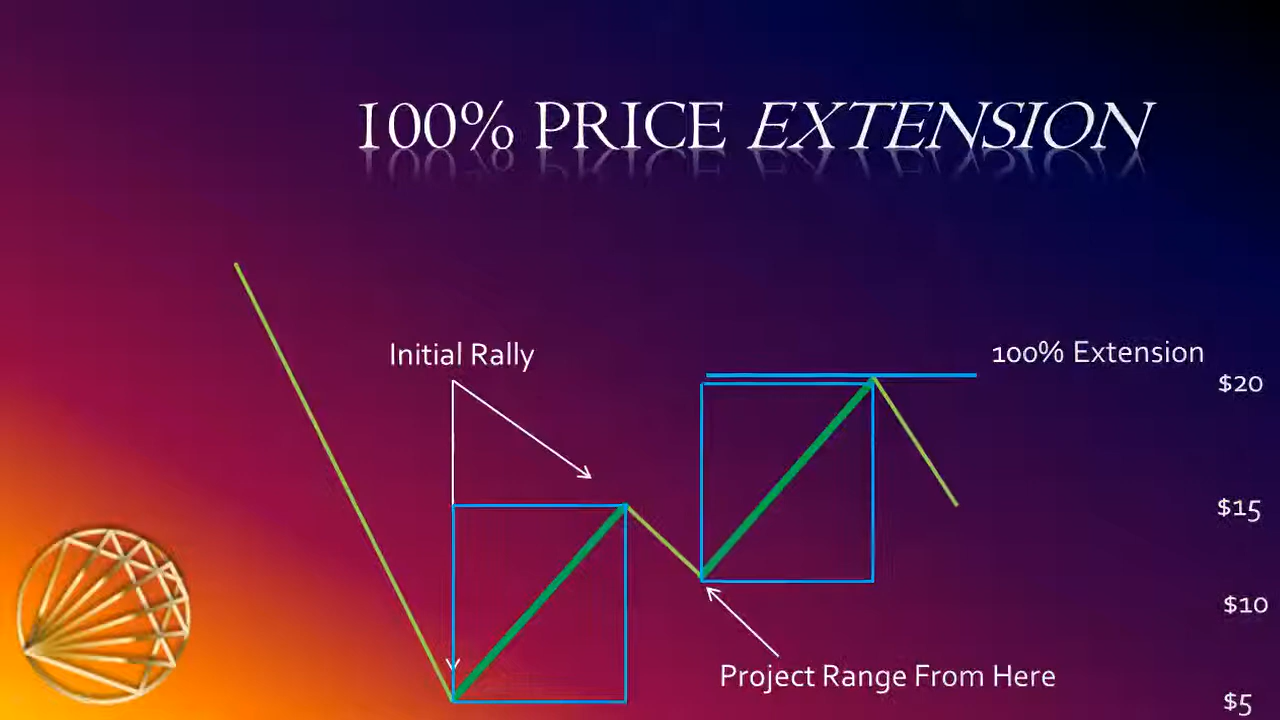 100% PRICE EXTENSION
Initial Rally
100% Extension
$20
$15
$10
Project Range From Here
$5